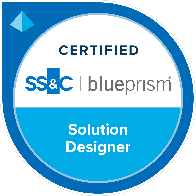 CERTIFIED
SS&C | blueprism
Solution
Designer